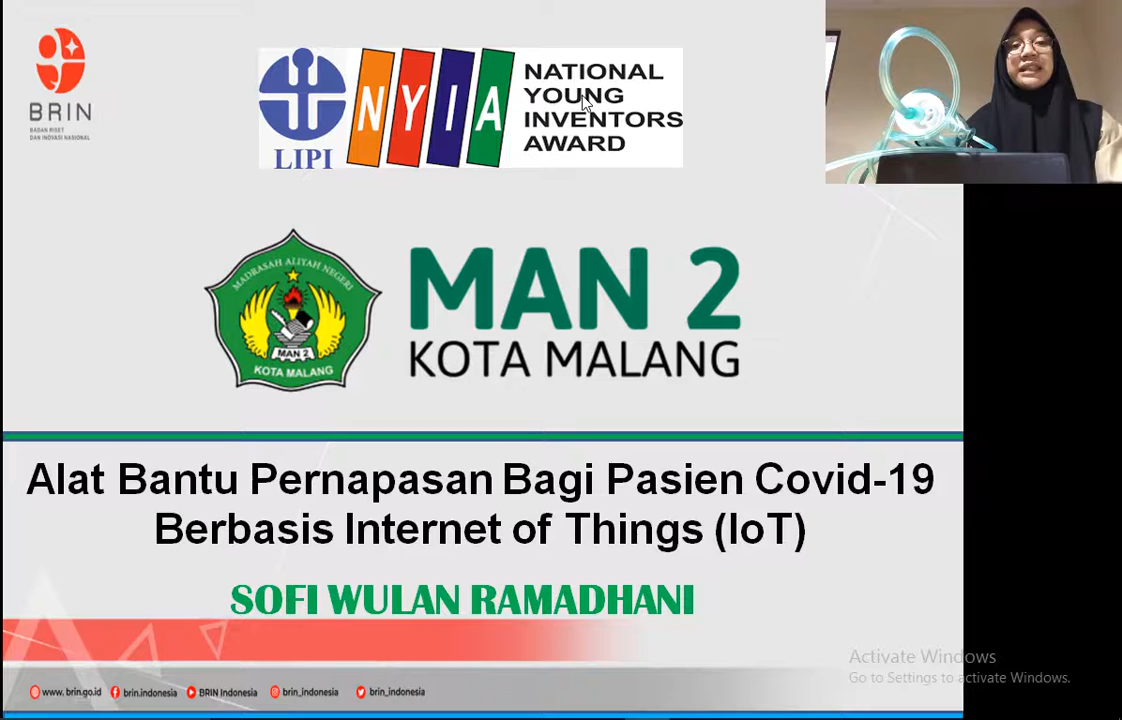 BRIN
BADAN RISET
DAN INOVASI NASIONAL
LIPI
NYIA
NATIONAL
YOUNG
INVENTORS
AWARD
MADRASAH ALIYAH NEGERI
MAN 2
KOTA MALANG
MAN 2
KOTA MALANG
Alat Bantu Pernapasan Bagi Pasien Covid-19
Berbasis Internet of Things (IoT)
SOFI WULAN RAMADHANI
Activate Windows
Go to Settings to activate Windows.
www. brin.go.id brin.indonesia BRIN Indonesia brin_indonesia brin_indonesia